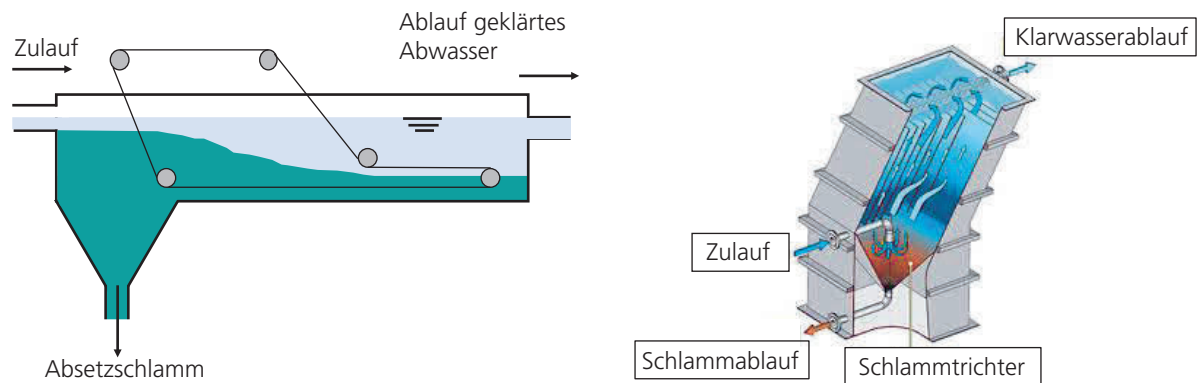 Zulauf
Ablauf geklärtes
Abwasser
Absetzschlamm
Klarwasserablauf
Zulauf
Schlammablauf
Schlammtrichter